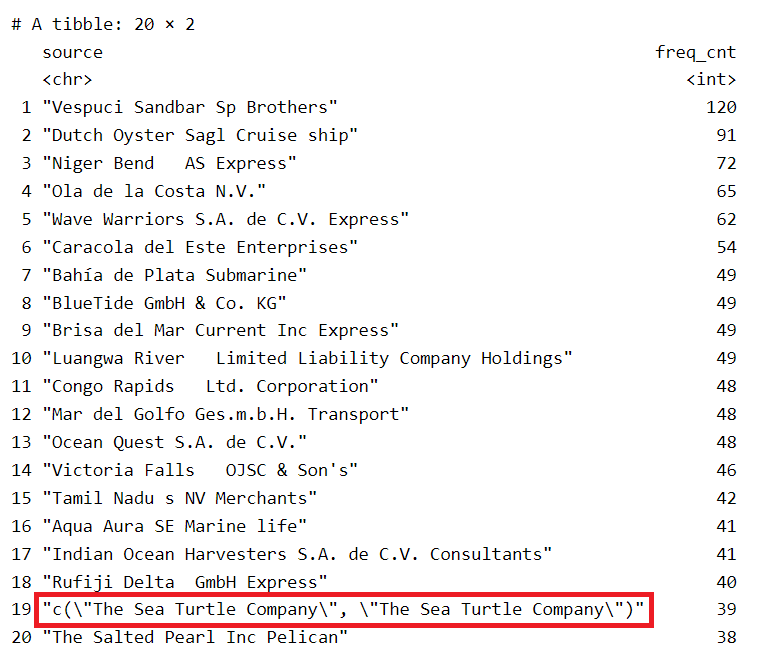 # A tibble: 20 × 2
source freq_cnt
<chr> <int>
1 "Vespuci Sandbar Sp Brothers" 120
2 "Dutch Oyster Sagl Cruise ship" 91
3 "Niger Bend   AS Express" 72
4 "Ola de la Costa N.V." 65
5 "Wave Warriors S.A. de C.V. Express" 62
6 "Caracola del Este Enterprises" 54
7 "Bahía de Plata Submarine" 49
8 "BlueTide GmbH & Co. KG" 49
9 "Brisa del Mar Current Inc Express" 49
10 "Luangwa River   Limited Liability Company Holdings" 49
11 "Congo Rapids   Ltd. Corporation" 48
12 "Mar del Golfo Ges.m.b.H. Transport" 48
13 "Ocean Quest S.A. de C.V." 48
14 "Victoria Falls   OJSC & Son's" 46
15 "Tamil Nadu s NV Merchants" 42
16 "Aqua Aura SE Marine life" 41
17 "Indian Ocean Harvesters S.A. de C.V. Consultants" 41
18 "Rufiji Delta  GmbH Express" 40
19 "c(\"The Sea Turtle Company\", \"The Sea Turtle Company\")" 39
20 "The Salted Pearl Inc Pelican" 38